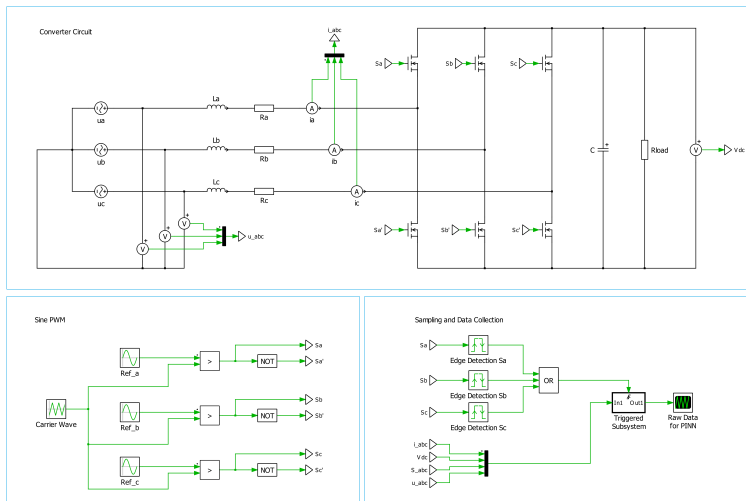 Converter Circuit
i_abc
Sa
Sb
Sc
La
ua
Ra
A
ia
Lb
ub
Rb
A
ib
C
Rload
V
Vdc
Lc
uc
Rc
A
ic
V
V
V
u_abc
Sa'
Sb'
Sc'
Sine PWM
Ref_a
>
NOT
Sa
Sa'
Carrier Wave
Ref_b
>
NOT
Sb
Sb'
Ref_c
>
NOT
Sc
Sc'
Sampling and Data Collection
Sa
Edge Detection Sa
Sb
Edge Detection Sb
OR
Sc
Edge Detection Sc
In1 Out1
Triggered
Subsystem
Raw Data
for PINN
i_abc
Vdc
S_abc
u_abc